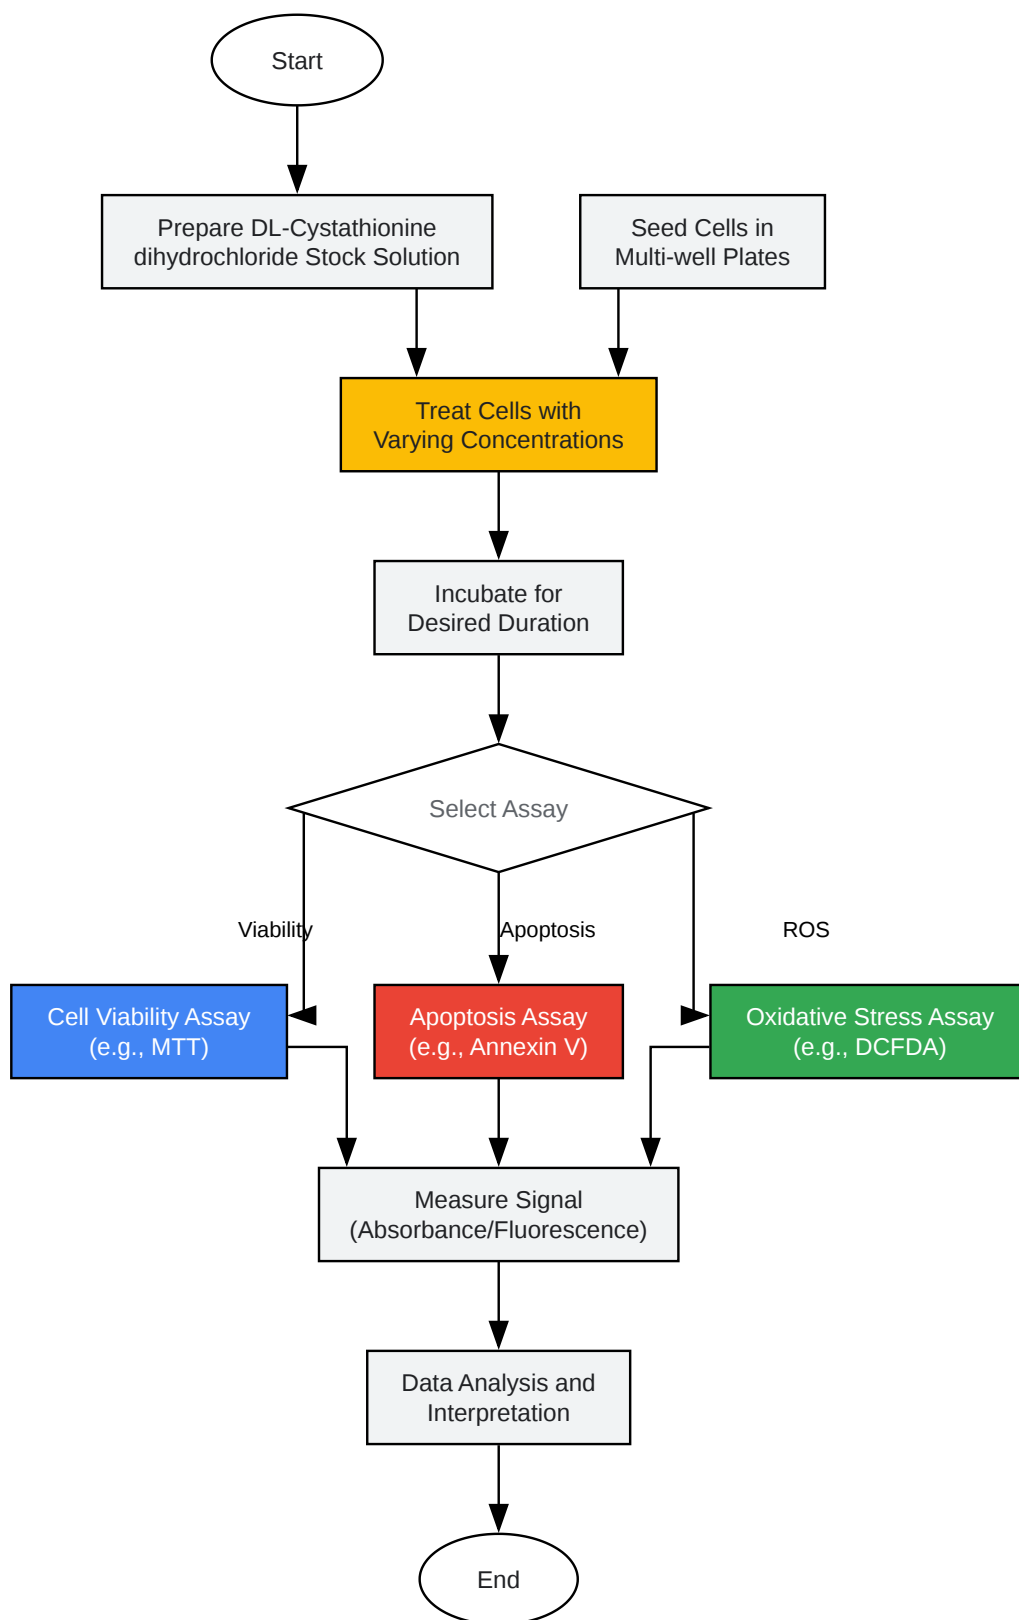 Start
Prepare DL-Cystathionine
dihydrochloride Stock Solution
Seed Cells in
Multi-well Plates
Treat Cells with
Varying Concentrations
Incubate for
Desired Duration
Select Assay
Viability
Apoptosis
ROS
Cell Viability Assay
(e.g., MTT)
Apoptosis Assay
(e.g., Annexin V)
Oxidative Stress Assay
(e.g., DCFDA)
Measure Signal
(Absorbance/Fluorescence)
Data Analysis and
Interpretation
End